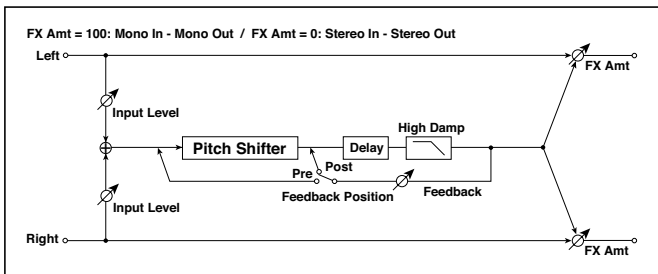 FX Amt = 100: Mono In - Mono Out / FX Amt = 0: Stereo In - Stereo Out
Left
FX Amt
Input Level
High Damp
Pitch Shifter
Delay
Post
Pre
Feedback Position
Feedback
Input Level
Right
FX Amt